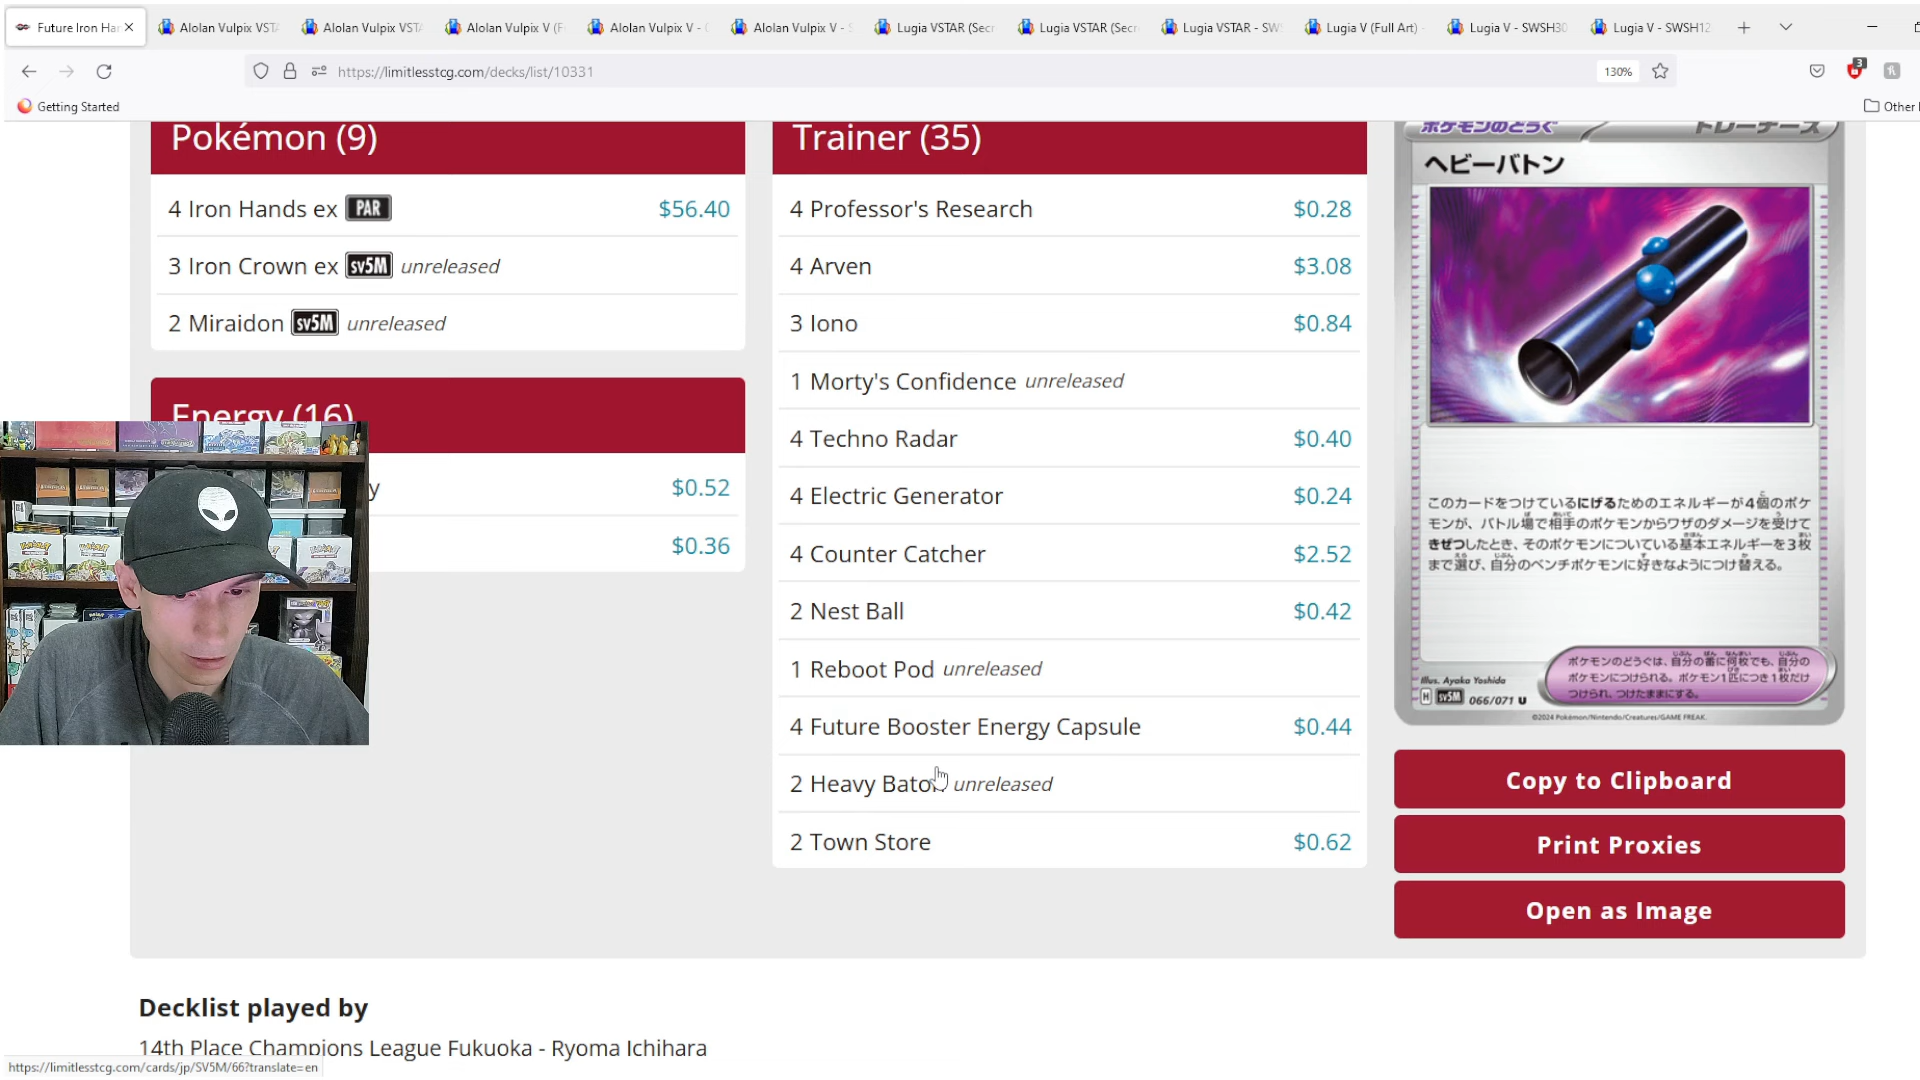 Future Iron Har
Alolan Vulpix VST
Alolan Vulpix VST
Alolan Vulpix V (F
Alolan Vulpix V -
Alolan Vulpix V - S
Lugia VSTAR (Secr
Lugia VSTAR (Secr
Lugia VSTAR - SW
Lugia V (Full Art) -
Lugia V - SWSH30
Lugia V - SWSH12
https://limitlesstcg.com/decks/list/10331
130%
3
Getting Started
Other
Pokémon (9)
4 Iron Hands ex PAR $56.40
3 Iron Crown ex sv5M unreleased
2 Miraidon sv5M unreleased
Energy (16)
y $0.52
$0.36
Trainer (35)
4 Professor's Research $0.28
4 Arven $3.08
3 Iono $0.84
1 Morty's Confidence unreleased
4 Techno Radar $0.40
4 Electric Generator $0.24
4 Counter Catcher $2.52
2 Nest Ball $0.42
1 Reboot Pod unreleased
4 Future Booster Energy Capsule $0.44
2 Heavy Baton unreleased
2 Town Store $0.62
ポケモンのどうぐ トレーナーズ
ヘビーバトン
このカードをつけているにげるためのエネルギーが4個のポケ
モンが、バトル場で相手のポケモンからワザのダメージを受けて
きぜつしたとき、そのポケモンについている基本エネルギーを3枚
まで選び、自分のベンチポケモンに好きなようにつけ替える。
ポケモンのどうぐは、自分の番に何枚でも、自分の
ポケモンにつけられる。ポケモン1匹につき1枚だけ
つけられ、つけたままにする。
Illus. Ayaka Yoshida
H sv5M 066/071 U
©2024 Pokémon/Nintendo/Creatures/GAME FREAK.
Copy to Clipboard
Print Proxies
Open as Image
Decklist played by
14th Place Champions League Fukuoka - Ryoma Ichihara
https://limitlesstcg.com/cards/jp/SV5M/66?translate=en